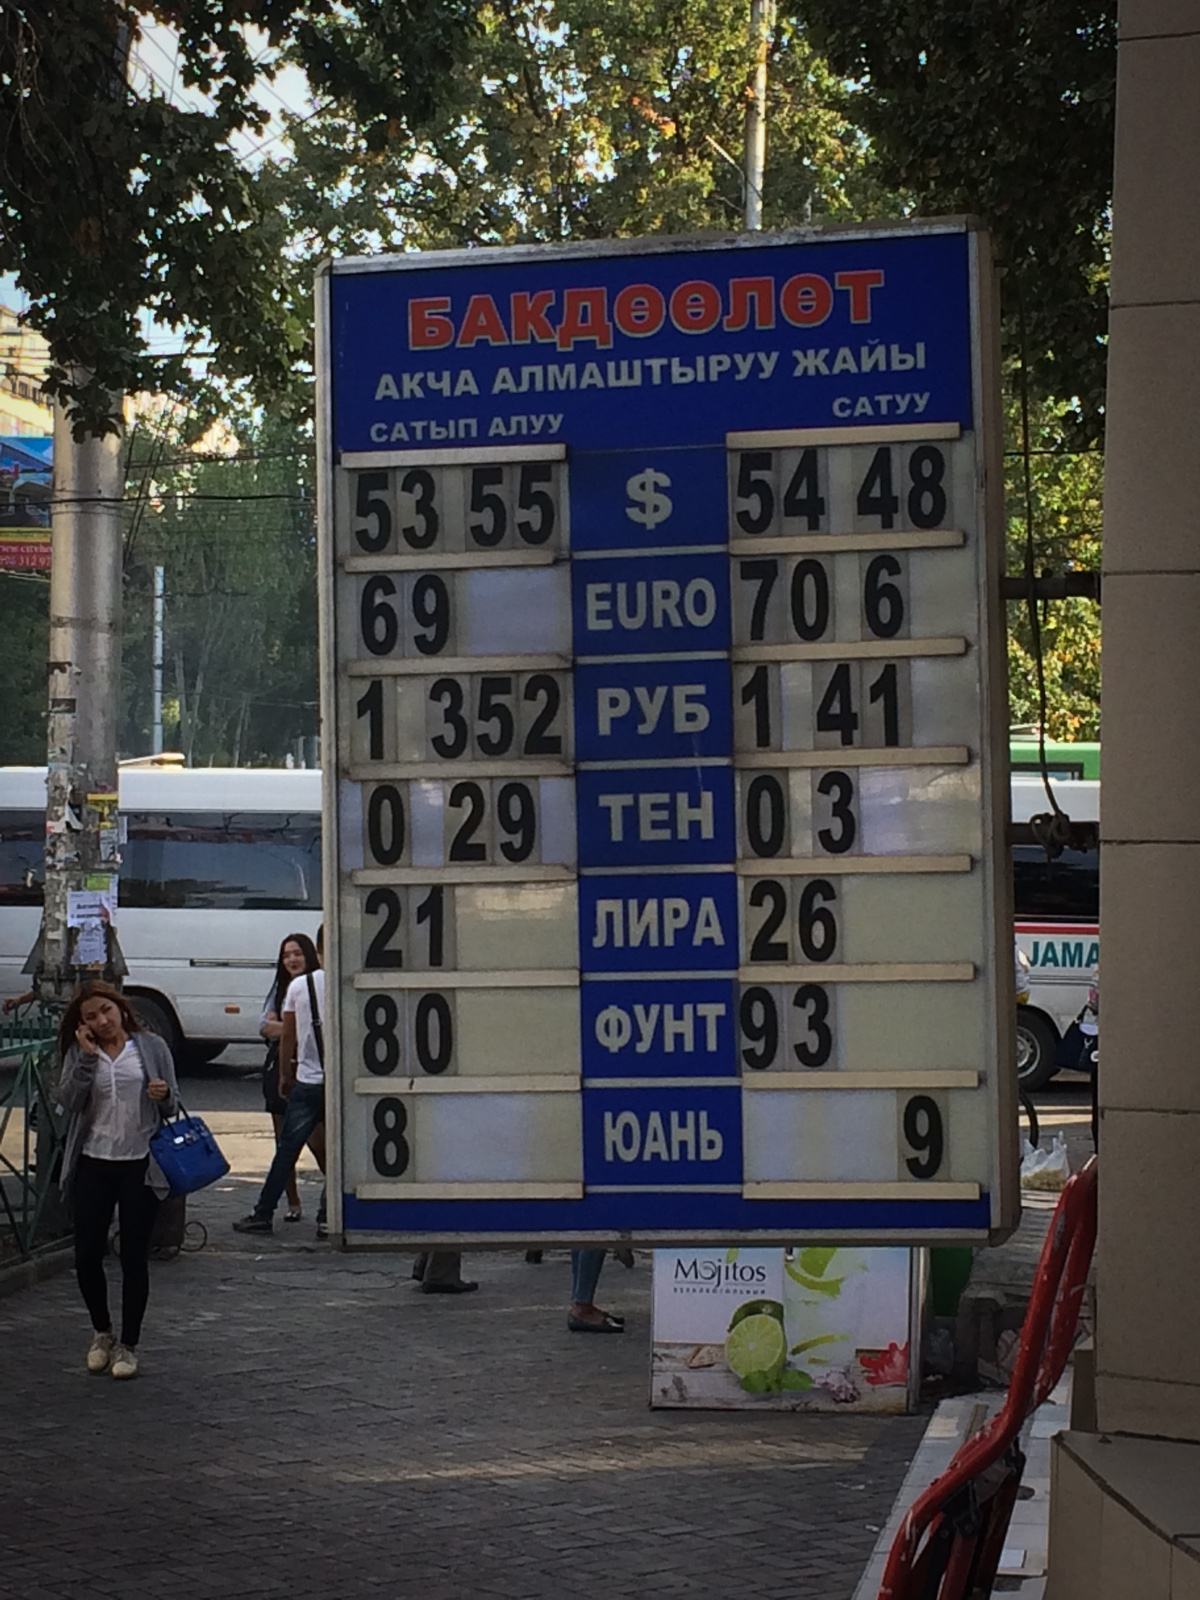 БАКДӨӨЛӨТ
АКЧА АЛМАШТЫРУУ ЖАЙЫ
САТЫП АЛУУ САТУУ
53 55 $ 54 48
69 EURO 70 6
1 352 РУБ 1 41
0 29 ТЕН 0 3
21 ЛИРА 26
80 ФУНТ 93
8 ЮАНЬ 9
JAMA
Mojitos